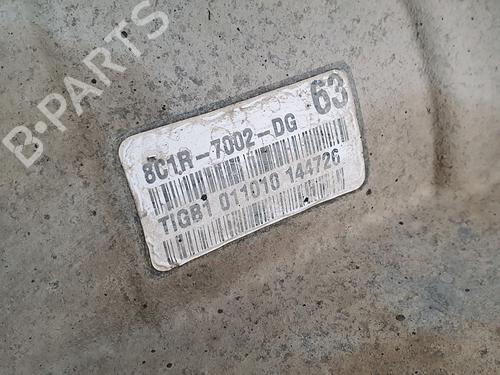 B-PARTS
63
8C1R-7002-DG
TIGB1 011010 144726